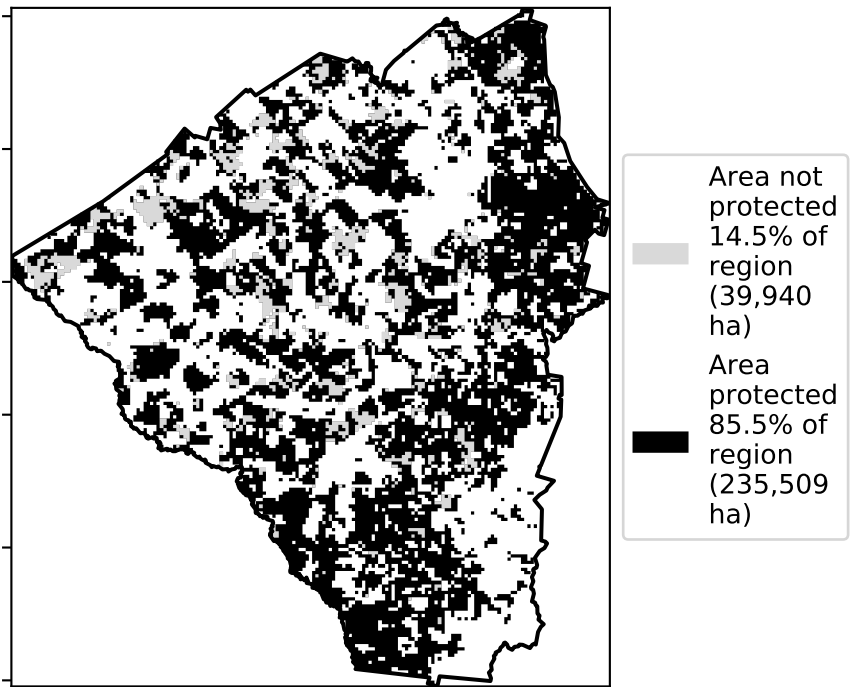 Area not
protected
14.5% of
region
(39,940
ha)
Area
protected
85.5% of
region
(235,509
ha)